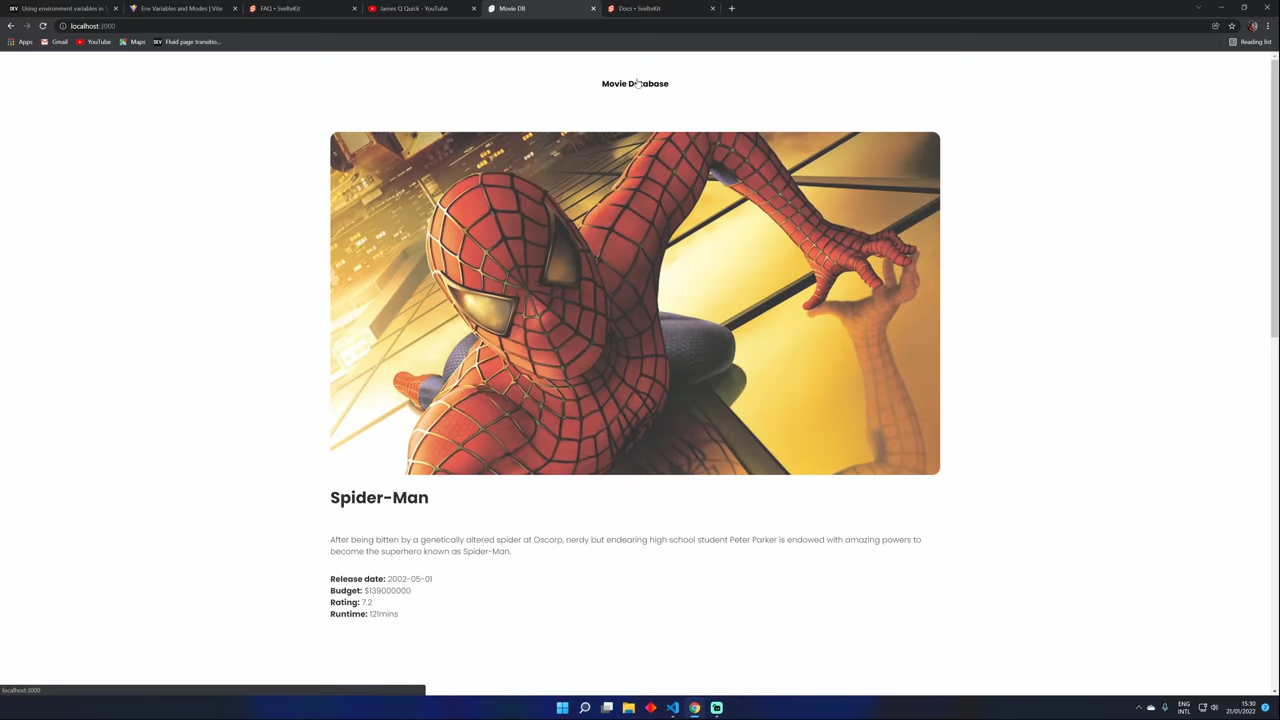 Using environment variables in S
Env Variables and Modes | Vite
FAQ • SvelteKit
James Q Quick - YouTube
Movie DB
Docs • SvelteKit
localhost:3000
Apps
Gmail
YouTube
Maps
DEV
Fluid page transitio...
Reading list
Movie Database
Spider-Man
After being bitten by a genetically altered spider at Oscorp, nerdy but endearing high school student Peter Parker is endowed with amazing powers to
become the superhero known as Spider-Man.
Release date: 2002-05-01
Budget: $139000000
Rating: 7.2
Runtime: 121mins
localhost:3000
ENG
INTL
15:30
21/01/2022